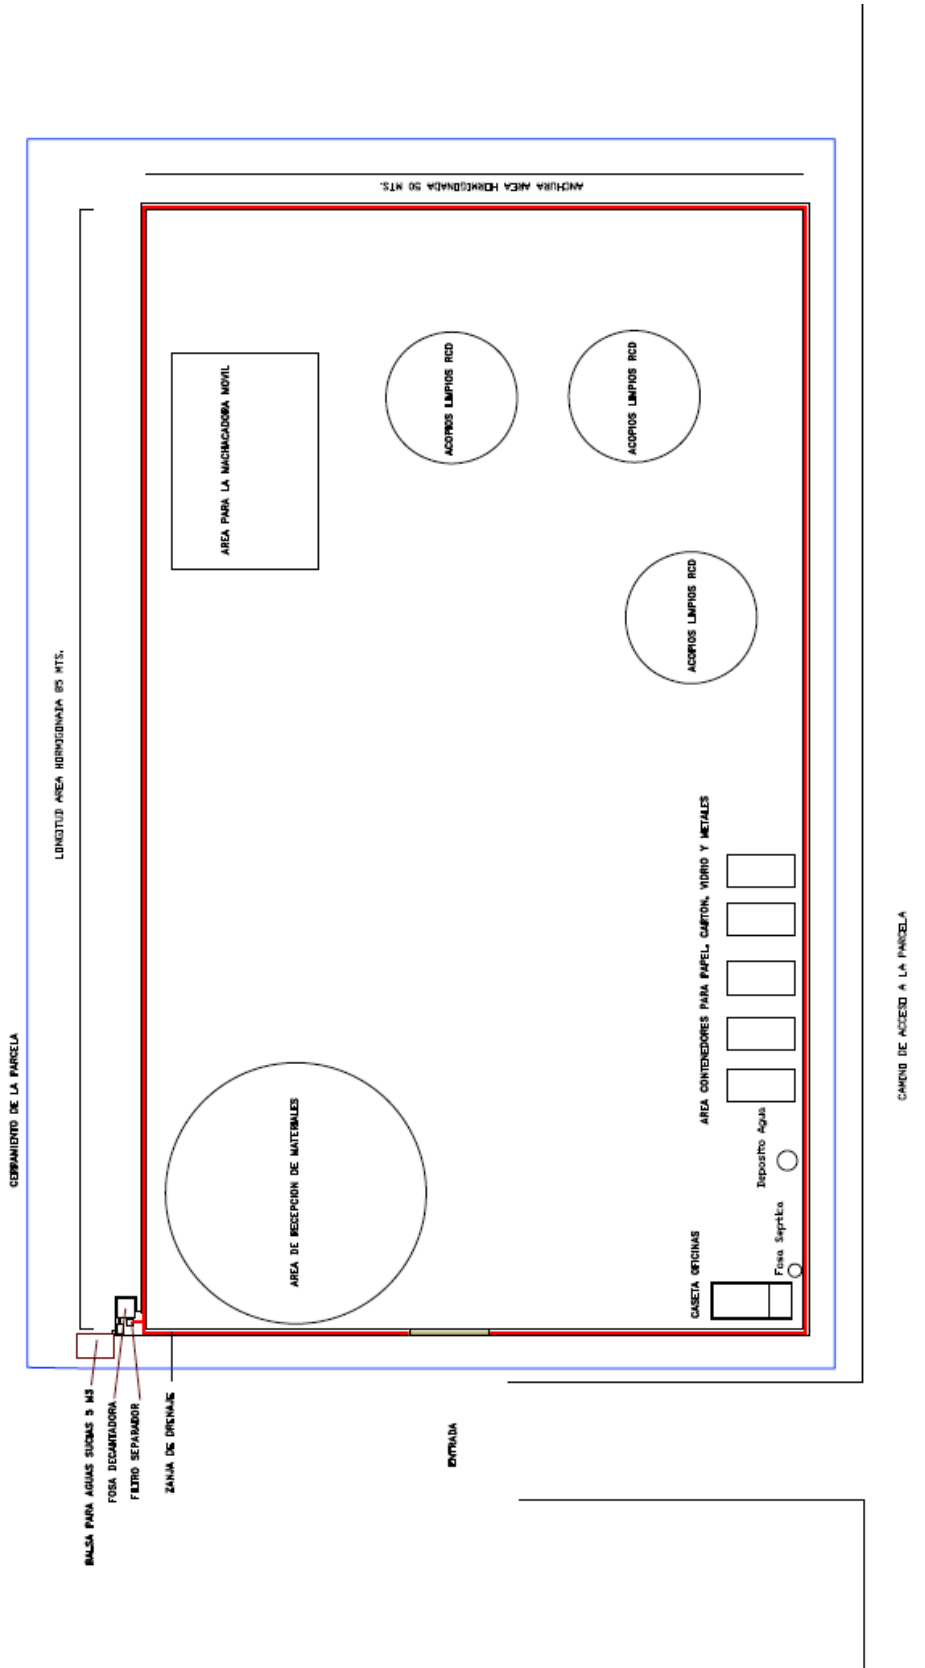 ANCHURA AREA HORMIGONADA 50 MTS.
LONGITUD AREA HORMIGONADA 85 MTS.
AREA PARA LA MACHACADORA MOVIL
ACOPIOS LIMPIOS RCD
ACOPIOS LIMPIOS RCD
ACOPIOS LIMPIOS RCD
AREA CONTENEDORES PARA PAPEL, CARTON, VIDRIO Y METALES
CAMINO DE ACCESO A LA PARCELA
CERRAMIENTO DE LA PARCELA
AREA DE RECEPCION DE MATERIALES
Deposito Agua
Fosa Septica
CASETA OFICINAS
BALSA PARA AGUAS SUCIAS 5 M3
FOSA DECANTADORA
FILTRO SEPARADOR
ZANJA DE DRENAJE
ENTRADA